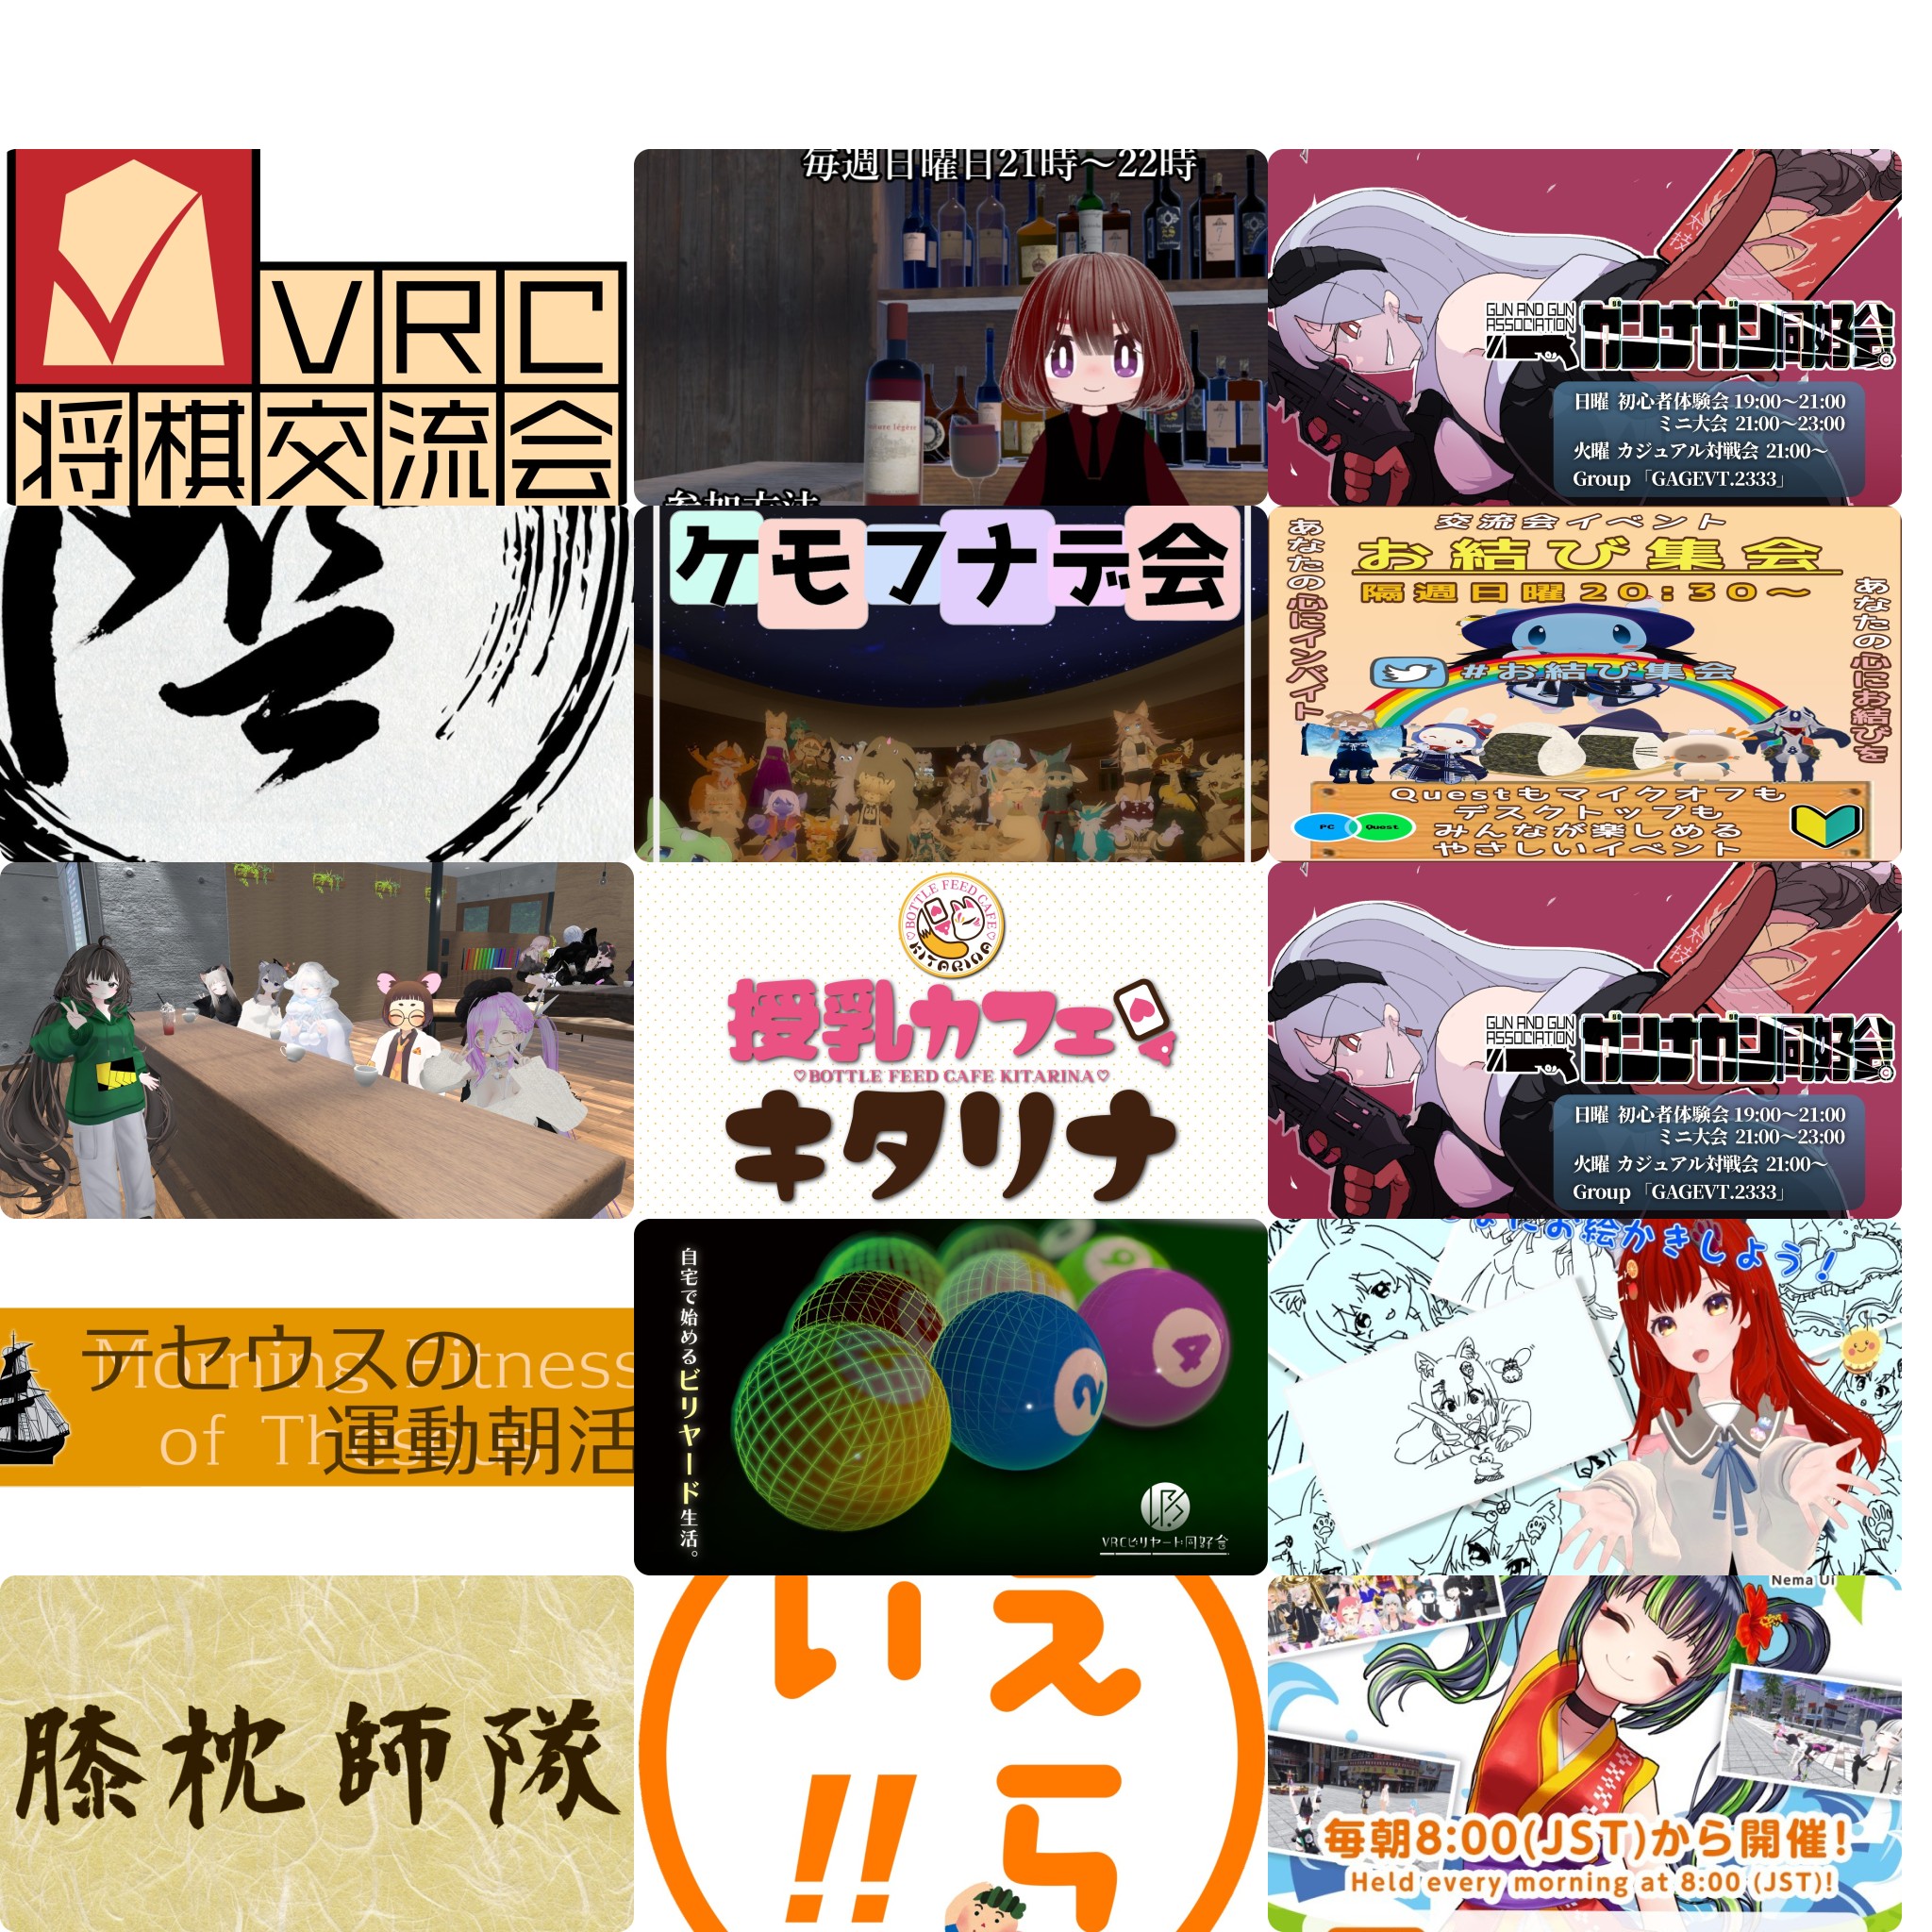 VRC
将棋交流会
毎週日曜日21時～22時
参加方法
GUN AND GUN
ASSOCIATION
ガンナガン同好会
日曜 初心者体験会 19:00～21:00
ミニ大会 21:00～23:00
火曜 カジュアル対戦会 21:00～
Group 「GAGEVT.2333」
ケモフナデ会
交流会イベント
お結び集会
隔週日曜20:30～
あなたの心にインバイト
あなたの心にお結びを
#お結び集会
Questもマイクオフも
デスクトップも
みんなが楽しめる
やさしいイベント
PC Quest
BOTTLE FEED CAFE
KITARINA
授乳カフェ
♡BOTTLE FEED CAFE KITARINA♡
キタリナ
GUN AND GUN
ASSOCIATION
ガンナガン同好会
日曜 初心者体験会 19:00～21:00
ミニ大会 21:00～23:00
火曜 カジュアル対戦会 21:00～
Group 「GAGEVT.2333」
テセウスの
運動朝活
Morning Fitness
of Theseus
自宅で始めるビリヤード生活。
2
4
VRCビリヤード同好会
お絵かきしよう！
膝枕師隊
えら
い!!
Nema Ui
毎朝8:00(JST)から開催！
Held every morning at 8:00 (JST)!